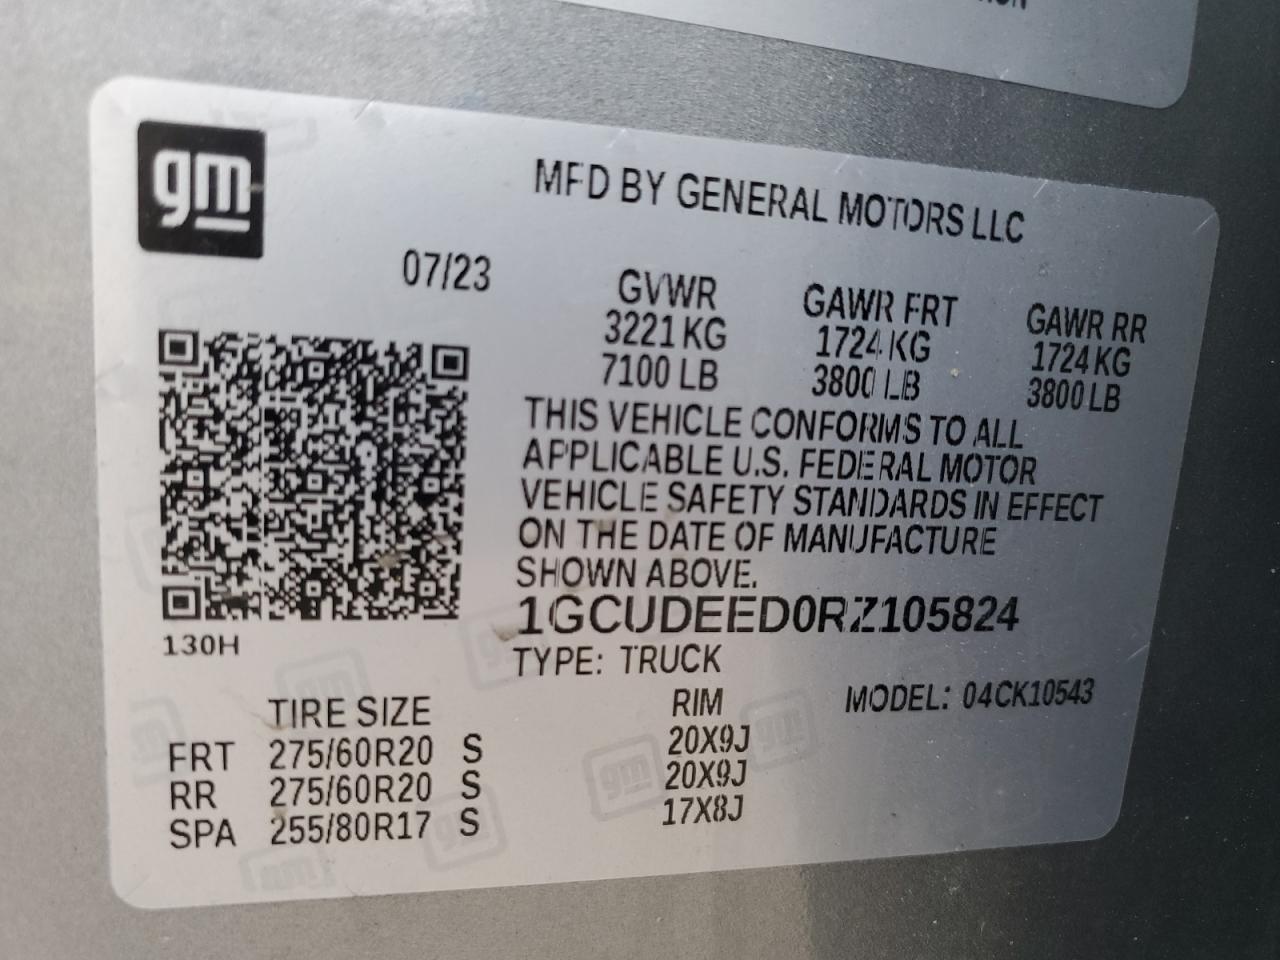 gm
MFD BY GENERAL MOTORS LLC
07/23
GVWR GAWR FRT GAWR RR
3221 KG 1724 KG 1724 KG
7100 LB 3800 LB 3800 LB
THIS VEHICLE CONFORMS TO ALL
APPLICABLE U.S. FEDERAL MOTOR
VEHICLE SAFETY STANDARDS IN EFFECT
ON THE DATE OF MANUFACTURE
SHOWN ABOVE.
1GCUDEED0RZ105824
130H
TYPE: TRUCK
MODEL: 04CK10543
TIRE SIZE RIM
FRT 275/60R20 S 20X9J
RR 275/60R20 S 20X9J
SPA 255/80R17 S 17X8J